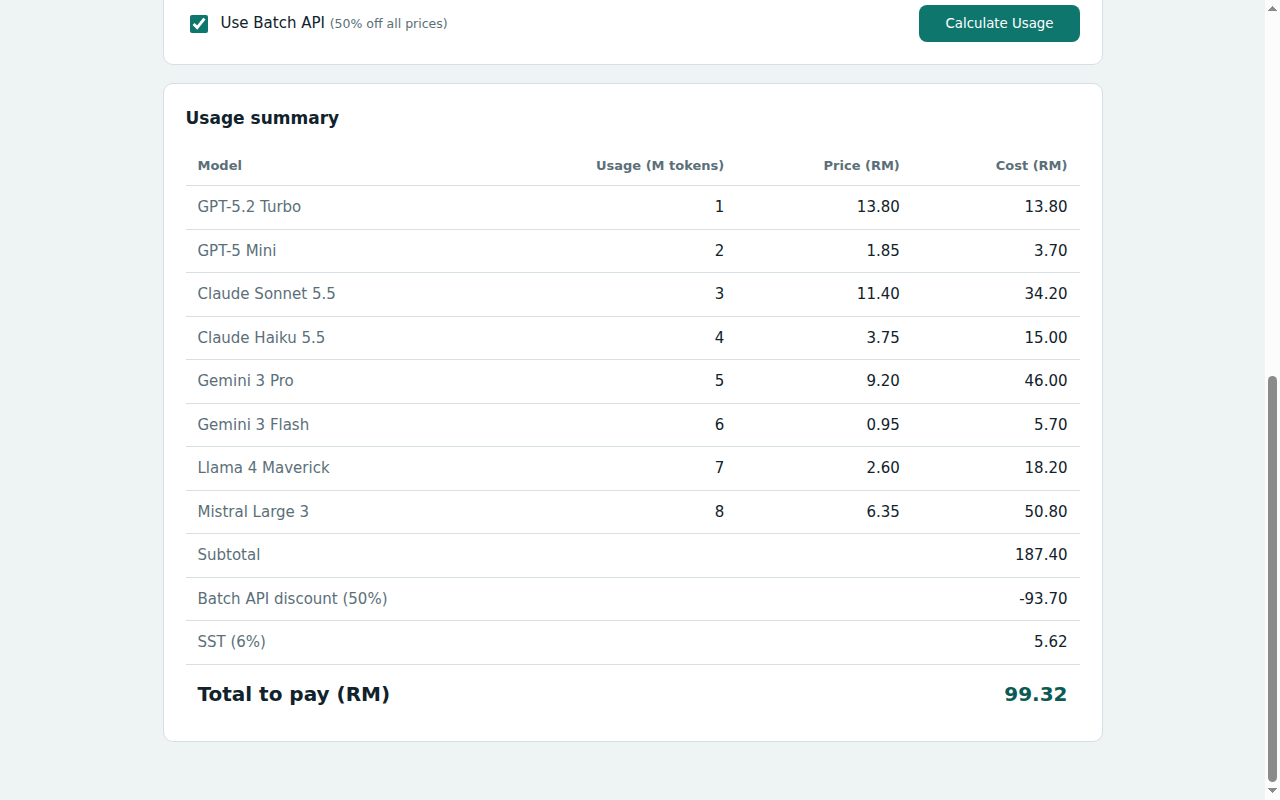 Use Batch API (50% off all prices) Calculate Usage
Usage summary
Model Usage (M tokens) Price (RM) Cost (RM)
GPT-5.2 Turbo 1 13.80 13.80
GPT-5 Mini 2 1.85 3.70
Claude Sonnet 5.5 3 11.40 34.20
Claude Haiku 5.5 4 3.75 15.00
Gemini 3 Pro 5 9.20 46.00
Gemini 3 Flash 6 0.95 5.70
Llama 4 Maverick 7 2.60 18.20
Mistral Large 3 8 6.35 50.80
Subtotal 187.40
Batch API discount (50%) -93.70
SST (6%) 5.62
Total to pay (RM) 99.32